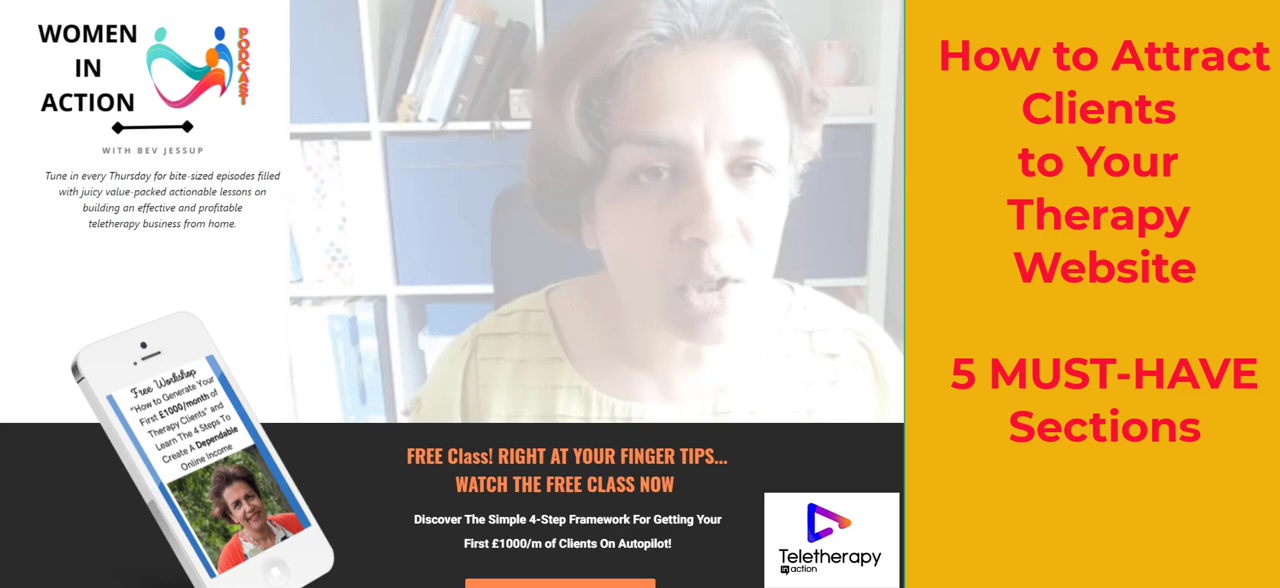 WOMEN
IN
ACTION
PODCAST
WITH BEV JESSUP
Tune in every Thursday for bite-sized episodes filled
with juicy value-packed actionable lessons on
building an effective and profitable
teletherapy business from home.
Free Workshop
"How to Generate Your
First £1000/month of
Therapy Clients" and
Learn The 4 Steps To
Create A Dependable
Online Income
FREE Class! RIGHT AT YOUR FINGER TIPS...
WATCH THE FREE CLASS NOW
Discover The Simple 4-Step Framework For Getting Your
First £1000/m of Clients On Autopilot!
Teletherapy
in action
How to Attract
Clients
to Your
Therapy
Website
5 MUST-HAVE
Sections